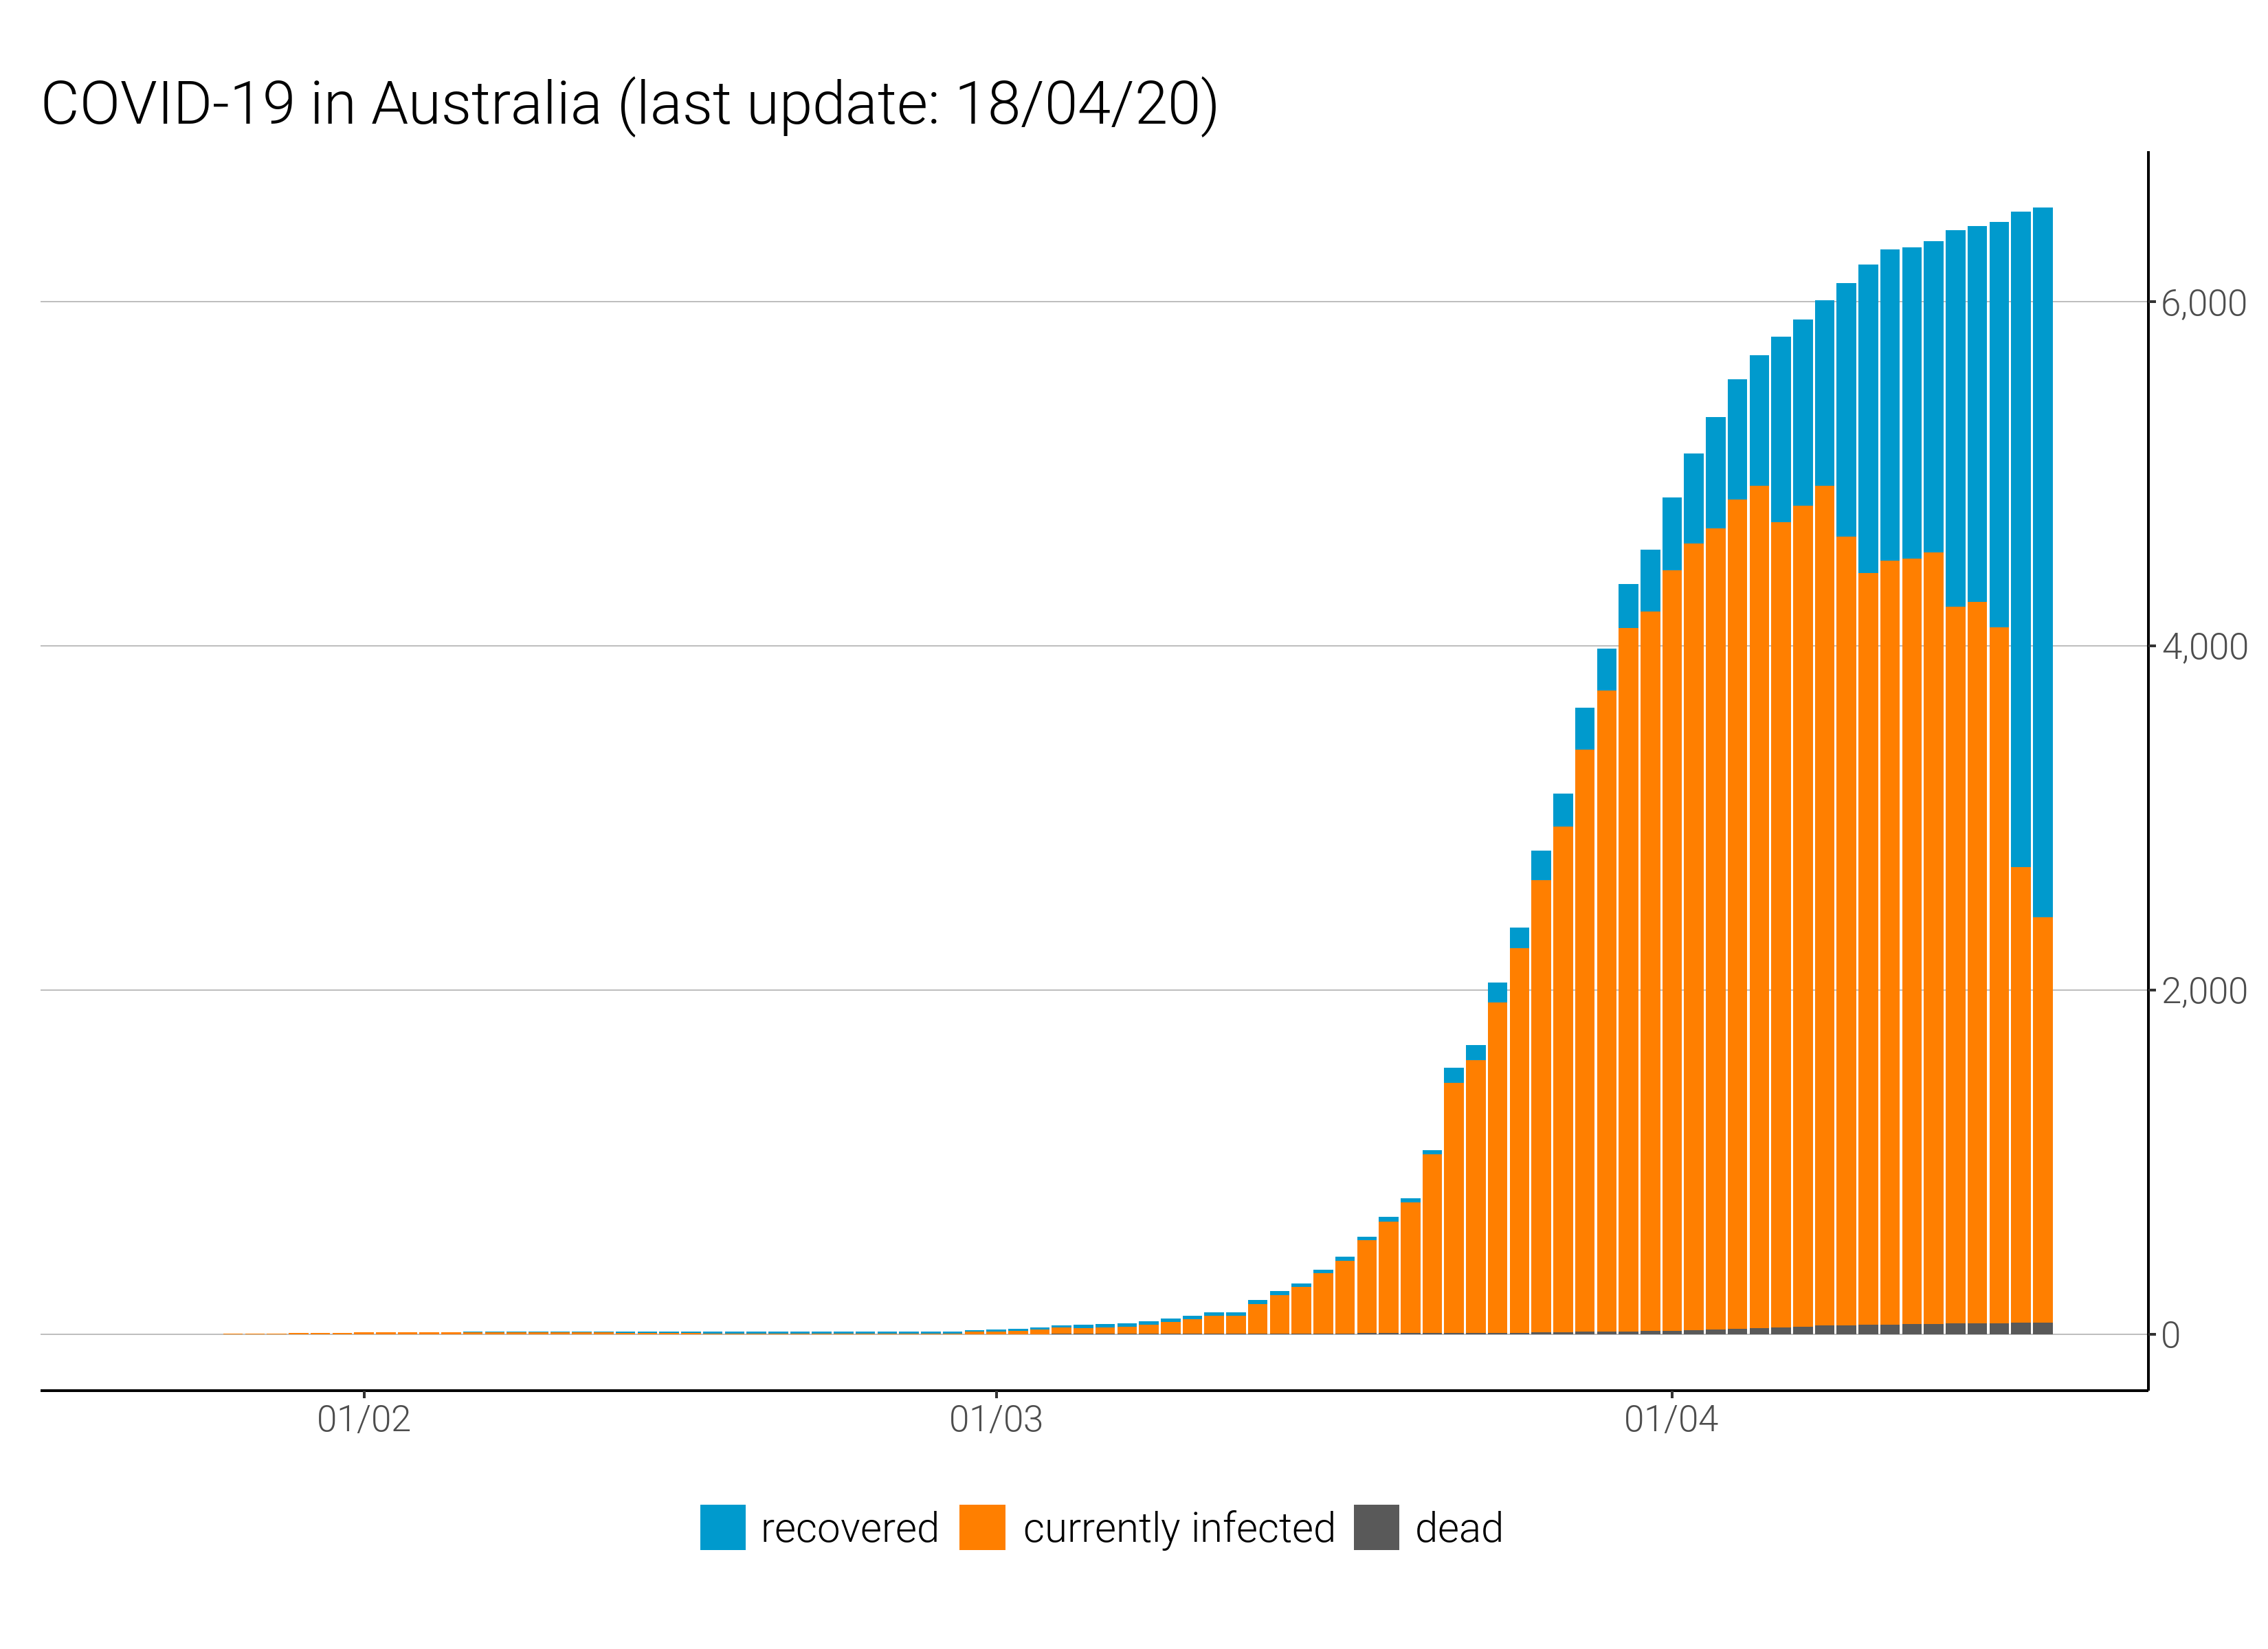 COVID-19 in Australia (last update: 18/04/20)
6,000
4,000
2,000
0
01/02 01/03 01/04
recovered currently infected dead